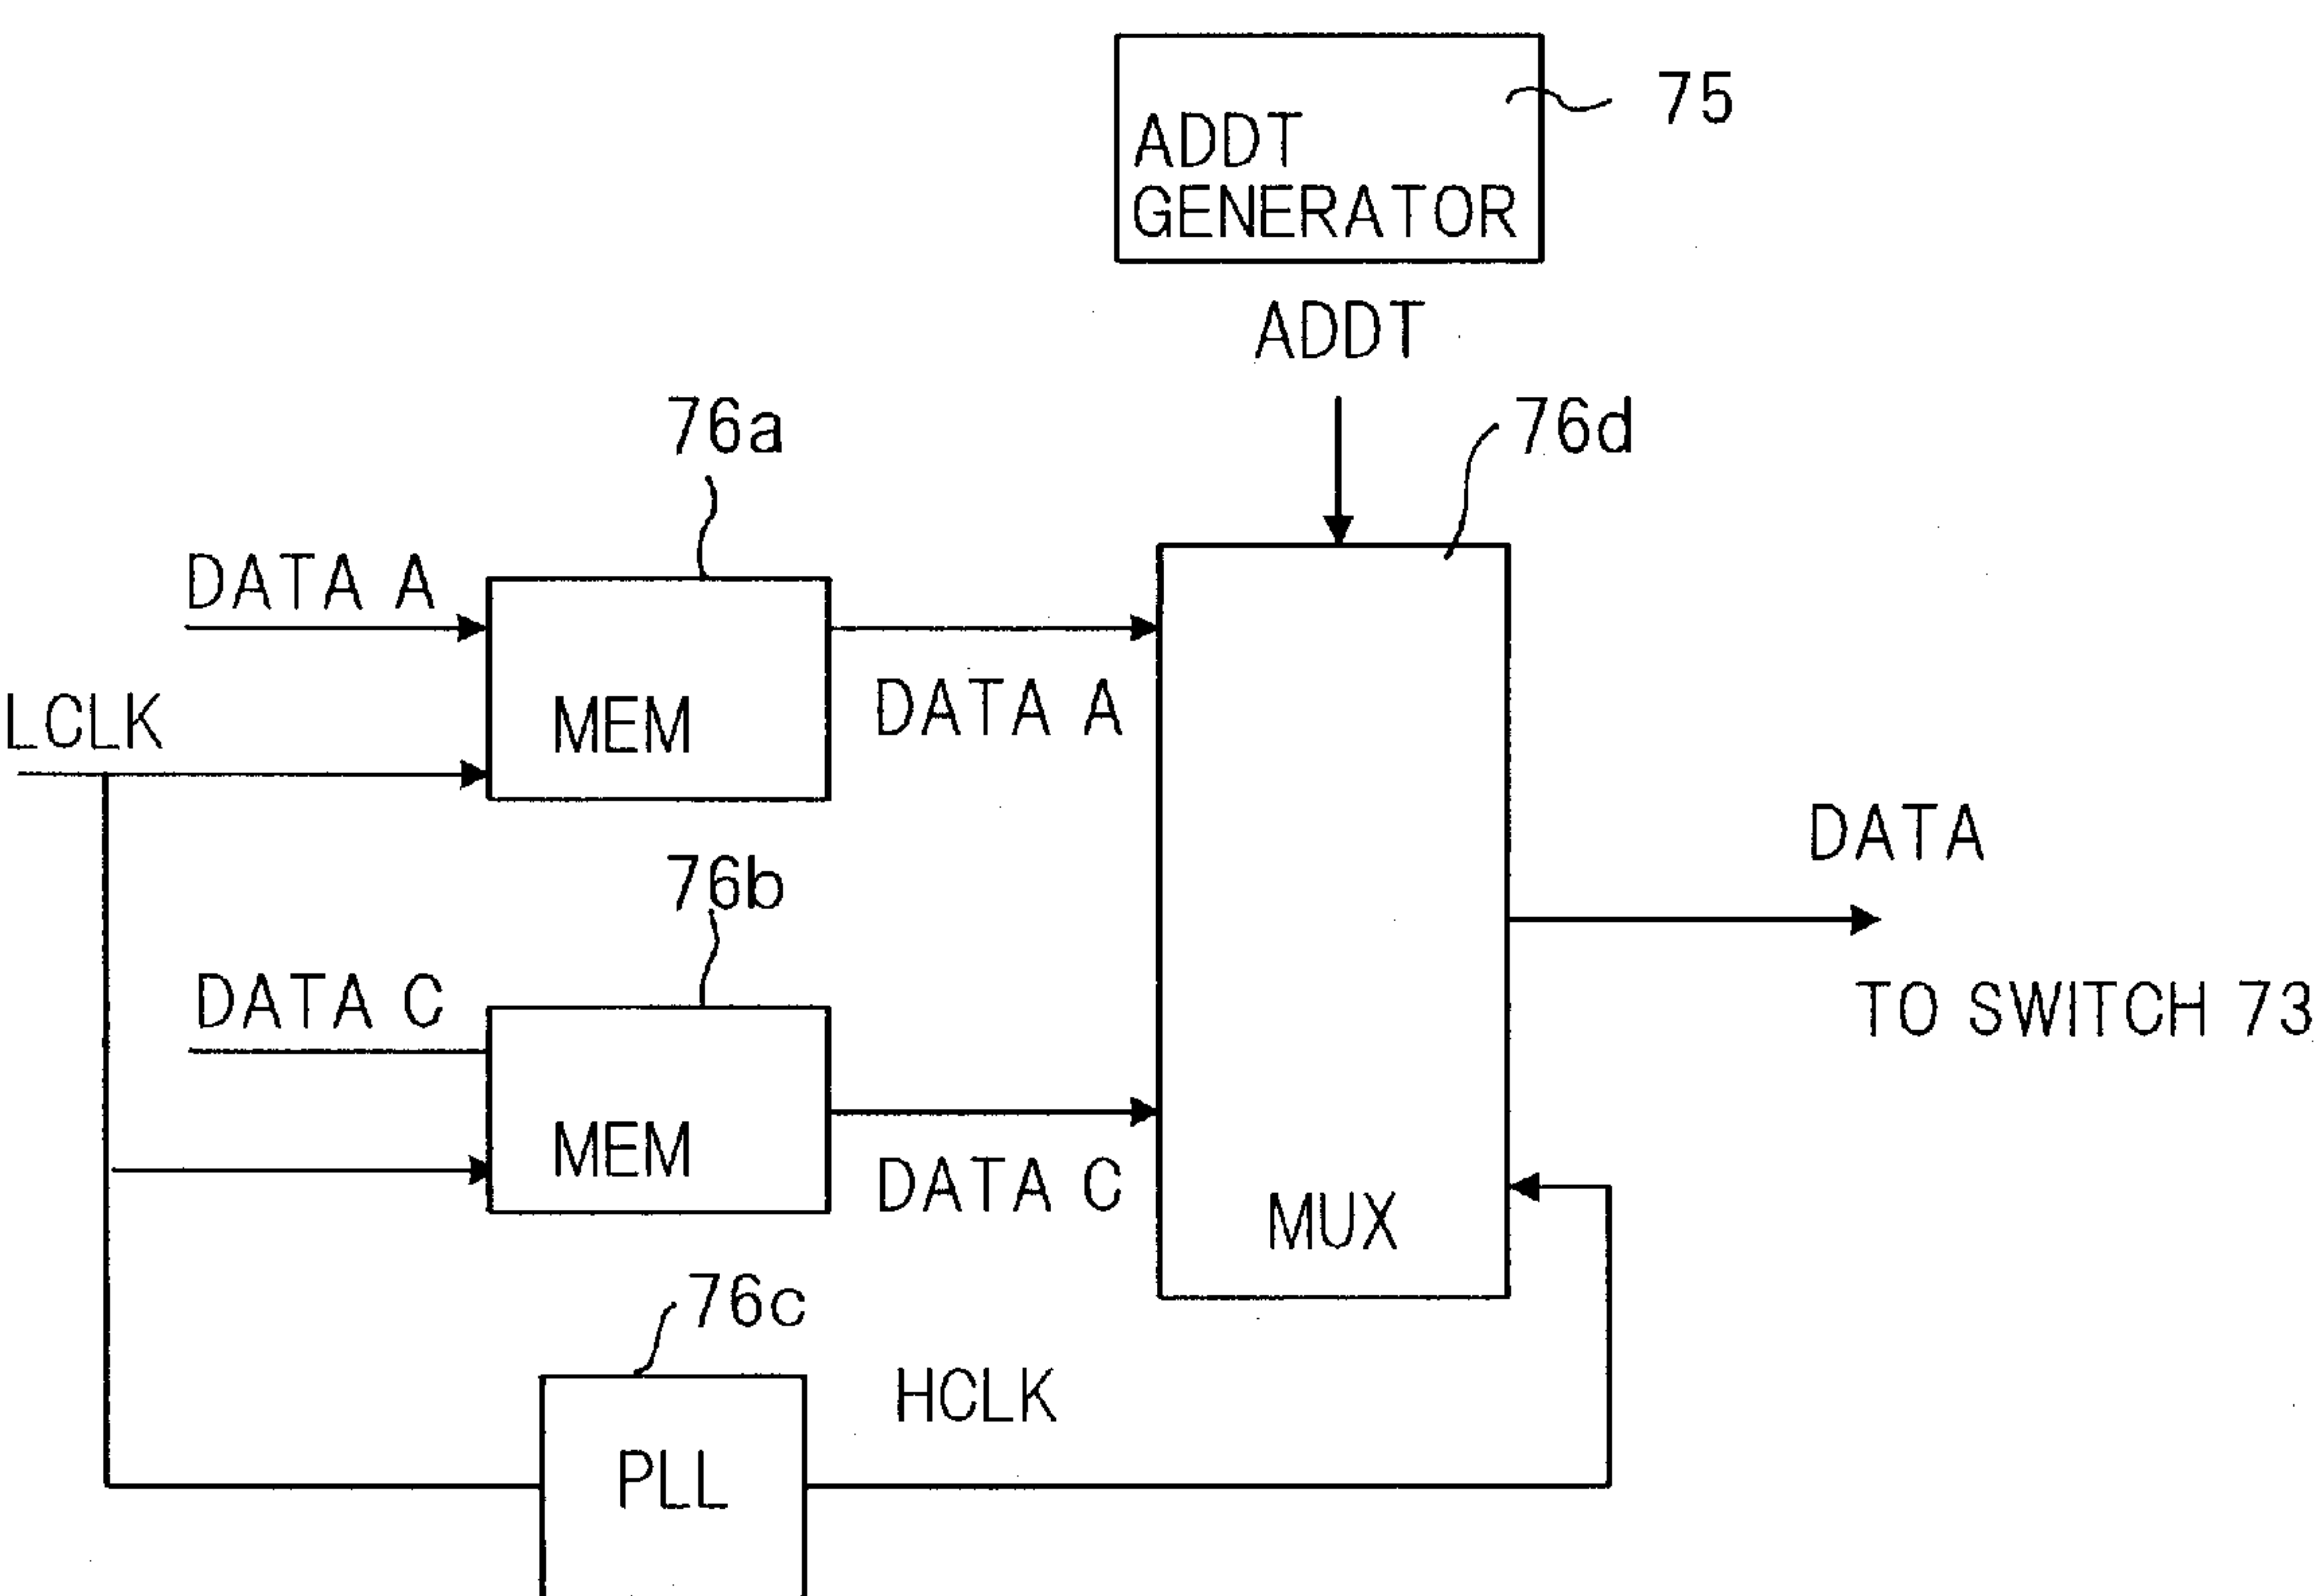 75
ADDT
GENERATOR
ADDT
76a
76d
DATA A
MEM
DATA A
LCLK
DATA
76b
DATA C
TO SWITCH 73
MEM
DATA C
MUX
76c
HCLK
PLL